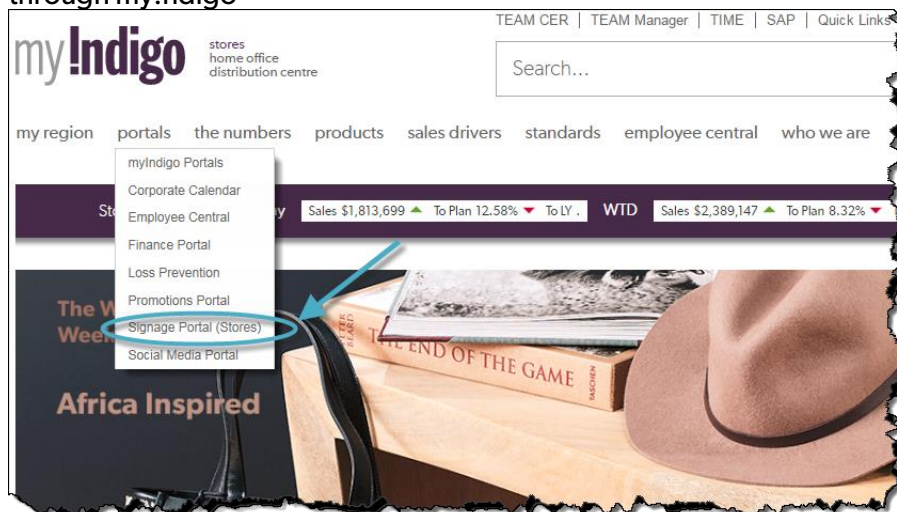 through my!ndigo
TEAM CER | TEAM Manager | TIME | SAP | Quick Links
my!ndigo
stores
home office
distribution centre
Search...
my region portals the numbers products sales drivers standards employee central who we are
myIndigo Portals
Corporate Calendar
Employee Central
Finance Portal
Loss Prevention
Promotions Portal
Signage Portal (Stores)
Social Media Portal
Sales $1,813,699 To Plan 12.58% To LY . WTD Sales $2,389,147 To Plan 8.32%
The
Africa Inspired
PETER BEARD
THE END OF THE GAME
TASCHEN